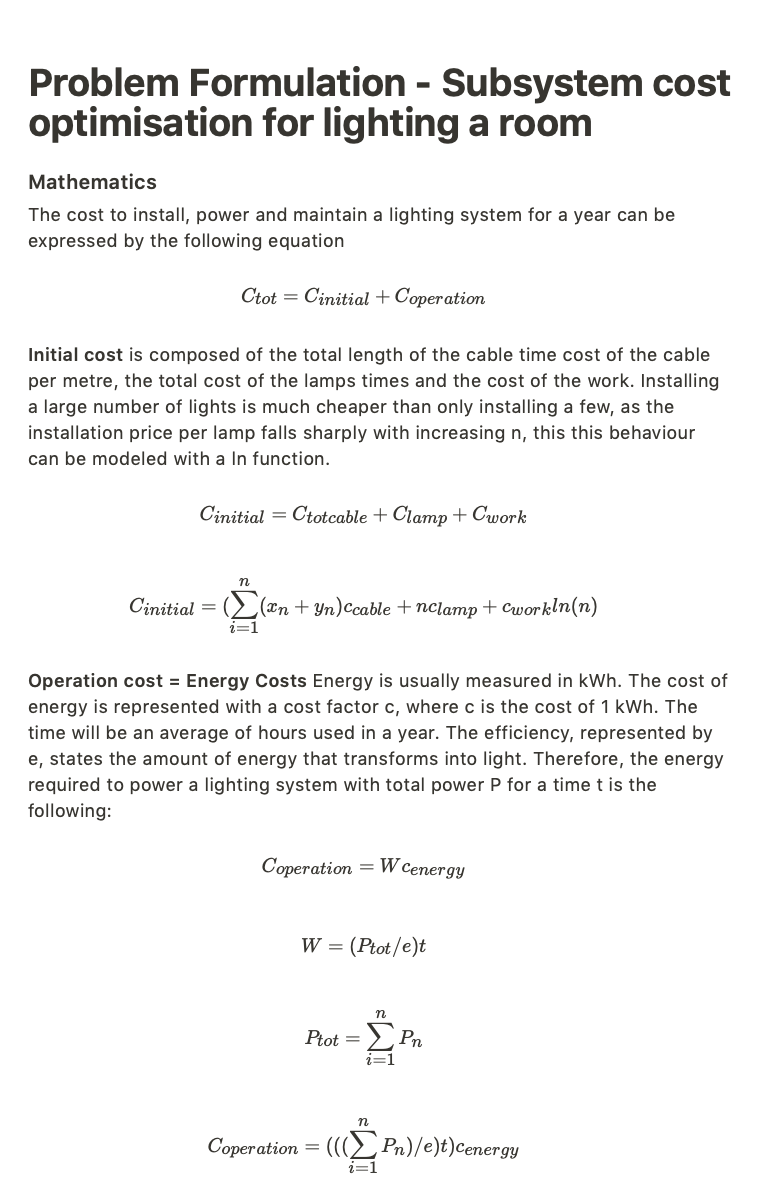 Problem Formulation - Subsystem cost
optimisation for lighting a room
Mathematics
The cost to install, power and maintain a lighting system for a year can be
expressed by the following equation
C_{tot} = C_{initial} + C_{operation}
Initial cost is composed of the total length of the cable time cost of the cable
per metre, the total cost of the lamps times and the cost of the work. Installing
a large number of lights is much cheaper than only installing a few, as the
installation price per lamp falls sharply with increasing n, this this behaviour
can be modeled with a ln function.
C_{initial} = C_{totcable} + C_{lamp} + C_{work}
C_{initial} = (\sum_{i=1}^{n}(x_n + y_n)c_{cable} + nc_{lamp} + c_{work}ln(n)
Operation cost = Energy Costs Energy is usually measured in kWh. The cost of
energy is represented with a cost factor c, where c is the cost of 1 kWh. The
time will be an average of hours used in a year. The efficiency, represented by
e, states the amount of energy that transforms into light. Therefore, the energy
required to power a lighting system with total power P for a time t is the
following:
C_{operation} = Wc_{energy}
W = (P_{tot}/e)t
P_{tot} = \sum_{i=1}^{n} P_n
C_{operation} = (((\sum_{i=1}^{n} P_n)/e)t)c_{energy}